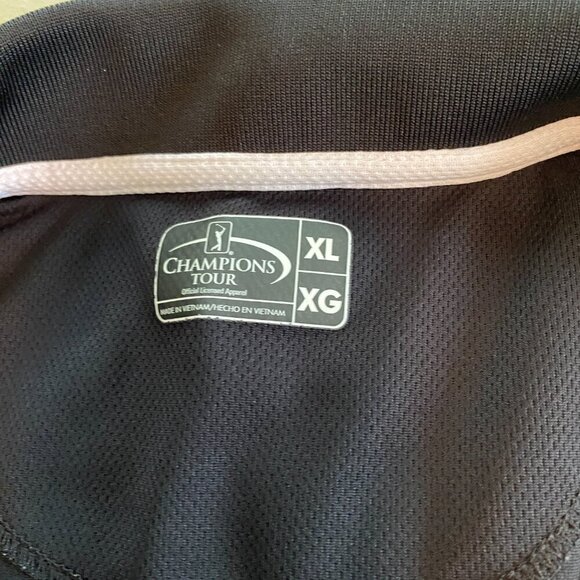 CHAMPIONS
TOUR
Official Licensed Apparel
MADE IN VIETNAM/HECHO EN VIETNAM
XL
XG